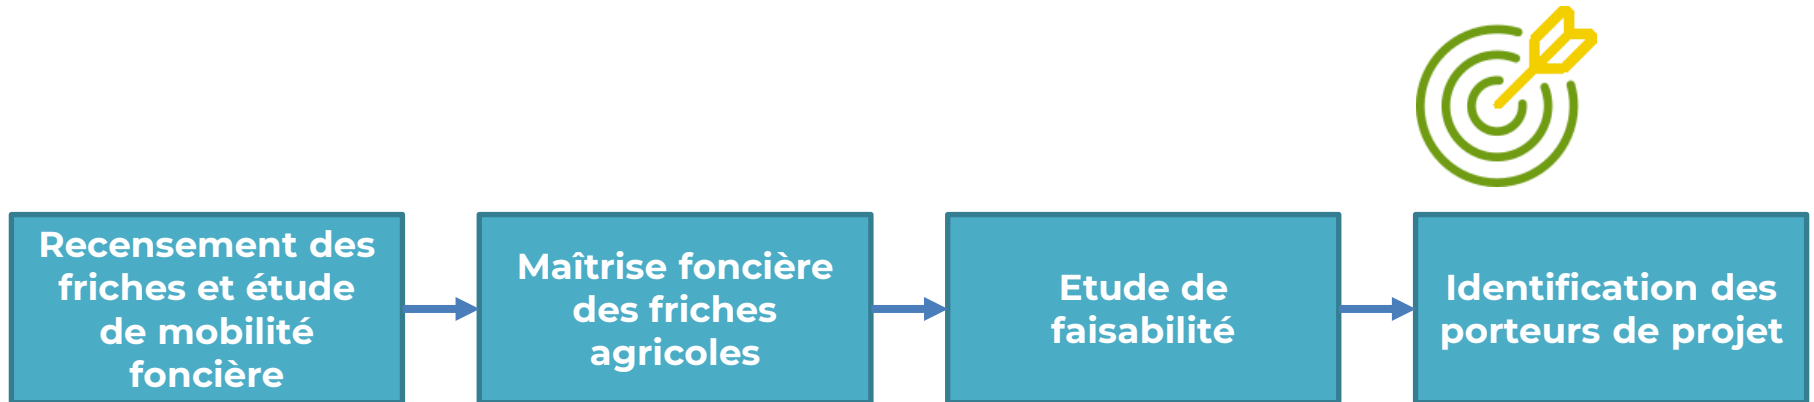 Recensement des
friches et étude
de mobilité
foncière
Maîtrise foncière
des friches
agricoles
Etude de
faisabilité
Identification des
porteurs de projet